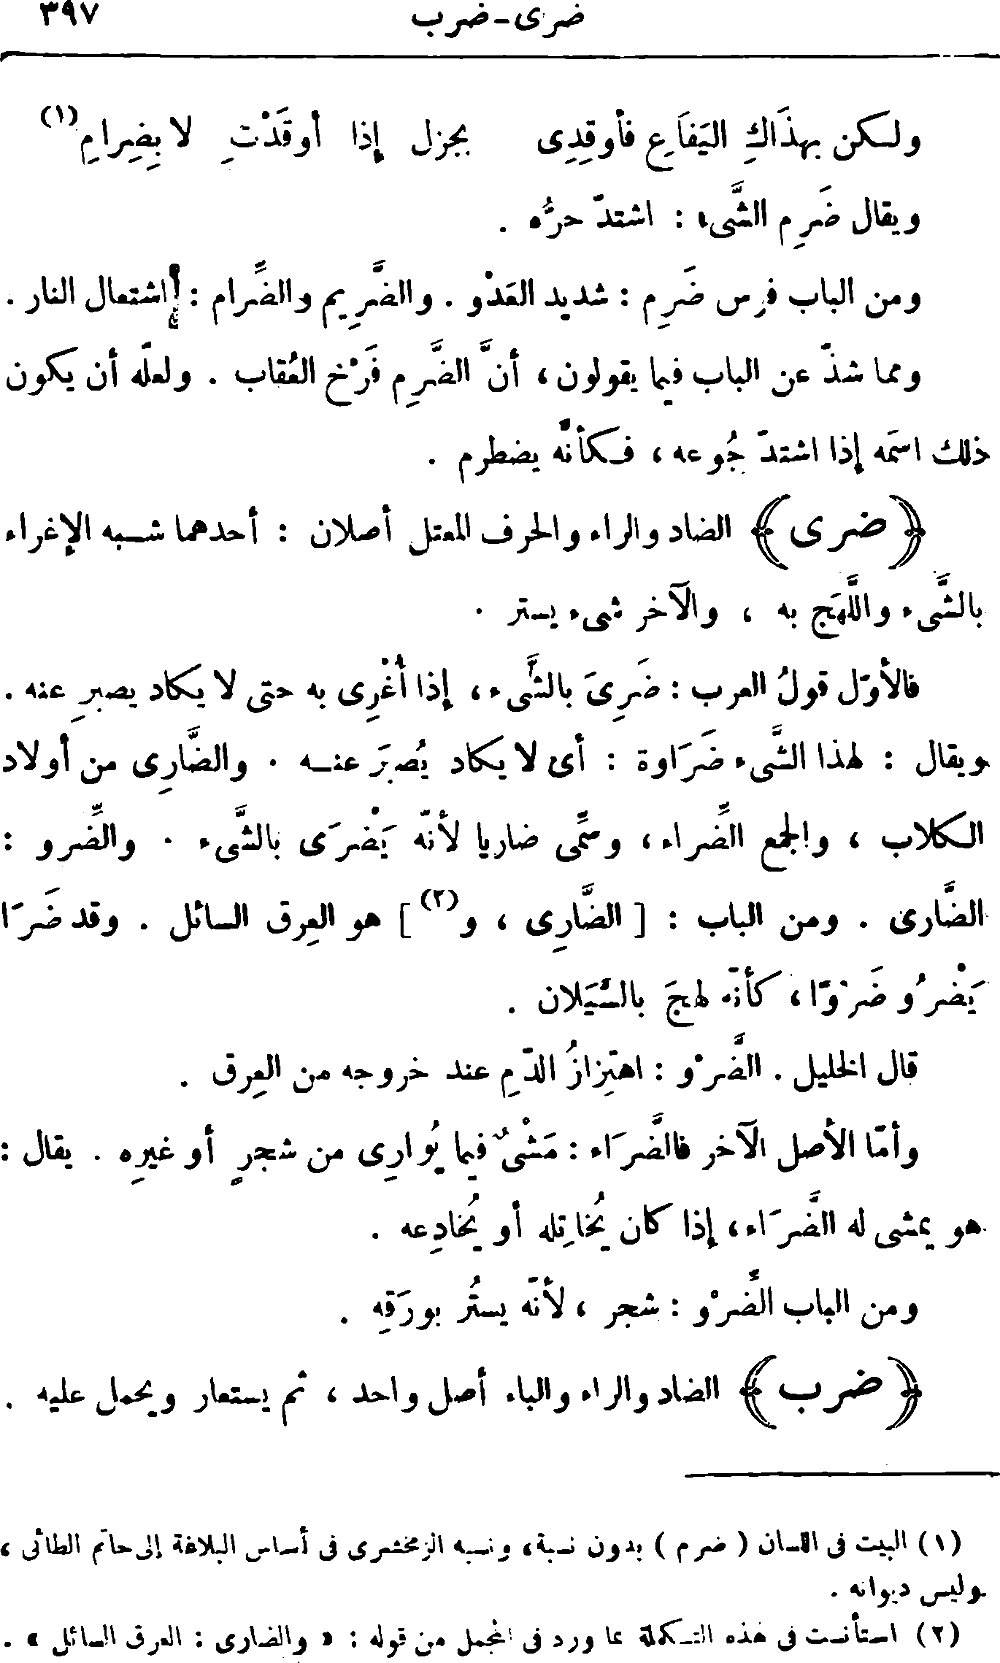 ضرى - ضرب ٣٩٧
ولكن بهذَاكِ اليَفَاَعِ فأوقِدِى بجزل إذا أوقَدْتِ لا بِضِرامِ (١)
ويقال ضَرِم الشَّىء : اشتدّ حرُّه .
ومن الباب فرس ضَرِم : شديد العَدْو . والضَّرِيم والضِّرام : اشتعال النار .
ومما شذّ عن الباب فيما يقولون، أنَّ الضَّرِم فَرْخ العُقاب . ولعلّه أن يكون
ذلك اسمَه إذا اشتدّ جُوعه، فكأنَّه يضطرم .
﴿ ضرى ﴾ الضاد والراء والحرف المعتل أصلان : أحدهما شبه الإغراء
بالشَّىء واللَّهَج به ، والآخر شىء يستر .
فالأوّل قولُ العرب : ضَرِىَ بالشَّىء، إذا أُغْرِى به حتى لا يكاد يصبرِ عنه .
ويقال : لهذا الشَّىء ضَرَاوة : أى لا يكاد يُصبَر عنه . والضَّارِى من أولاد
الكلاب ، والجمع الضِّراء، وسمِّى ضاريا لأنّه يَضْرَى بالشَّىء . والضِّرو :
الضَّارى . ومن الباب : [ الضَّارِى ، و (٢) ] هو العِرق السائل . وقد ضَرَا
يَضْرُو ضَرْوًا، كأنّه لهِجَ بالسَّيَلان .
قال الخليل . الضَّرْو : اهتِزازُ الدّمِ عند خروجه من العِرق .
وأمّا الأصل الآخر فالضَّرَاء : مَشْىٌ فيما يُوارِى من شجرٍ أو غيرِه . يقال :
هو يمشى له الضَّرَاء، إذا كان يُخاتِله أو يُخادِعه .
ومن الباب الضَّرْو : شجر ، لأنّه يستُر بورَقِه .
﴿ ضرب ﴾ الضاد والراء والباء أصل واحد ، ثم يستعار ويحمل عليه .
(١) البيت فى اللسان ( ضرم ) بدون نسبة، ونسبه الزمخشرى فى أساس البلاغة إلى حاتم الطائى ،
وليس ديوانه .
(٢) استأنست فى هذه التكملة بما ورد فى المجمل من قوله : « والضارى : العرق السائل » .